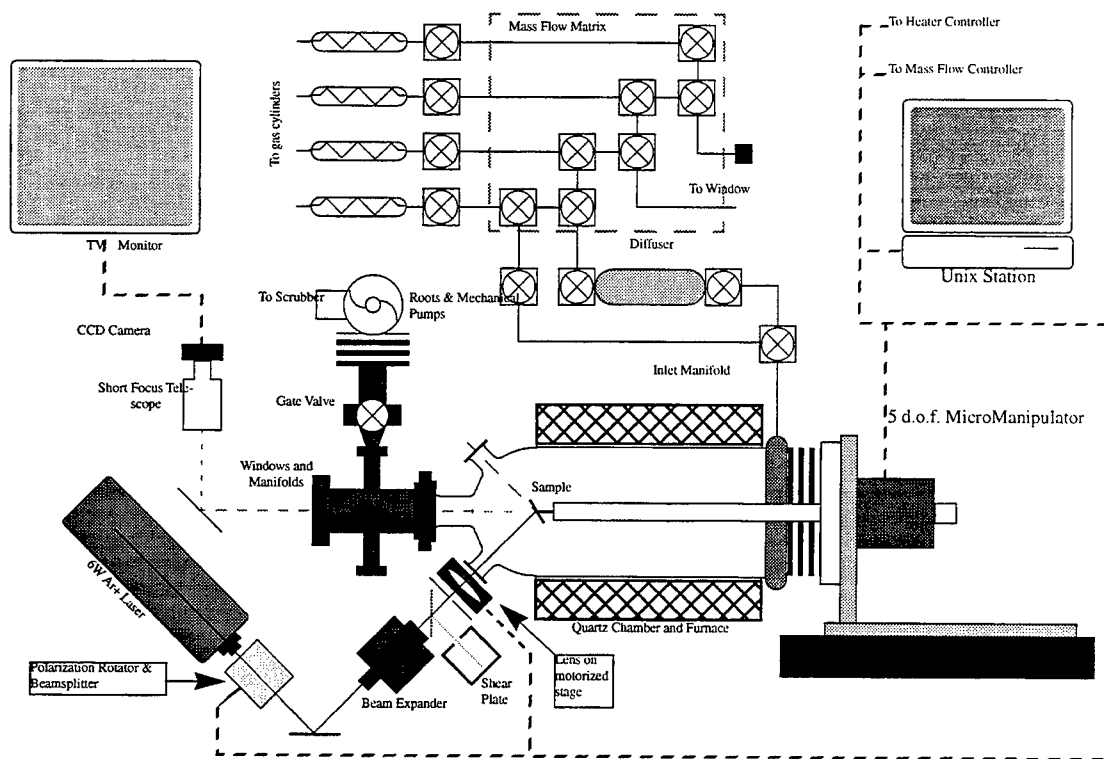 Mass Flow Matrix
To Heater Controller
To Mass Flow Controller
To gas cylinders
To Window
TV Monitor
Diffuser
Unix Station
To Scrubber
Roots & Mechanical
Pumps
CCD Camera
Short Focus Tele-
scope
Inlet Manifold
Gate Valve
5 d.o.f. MicroManipulator
Windows and
Manifolds
Sample
6W Ar+ Laser
Quartz Chamber and Furnace
Polarization Rotator &
Beamsplitter
Beam Expander
Shear
Plate
Lens on
motorized
stage